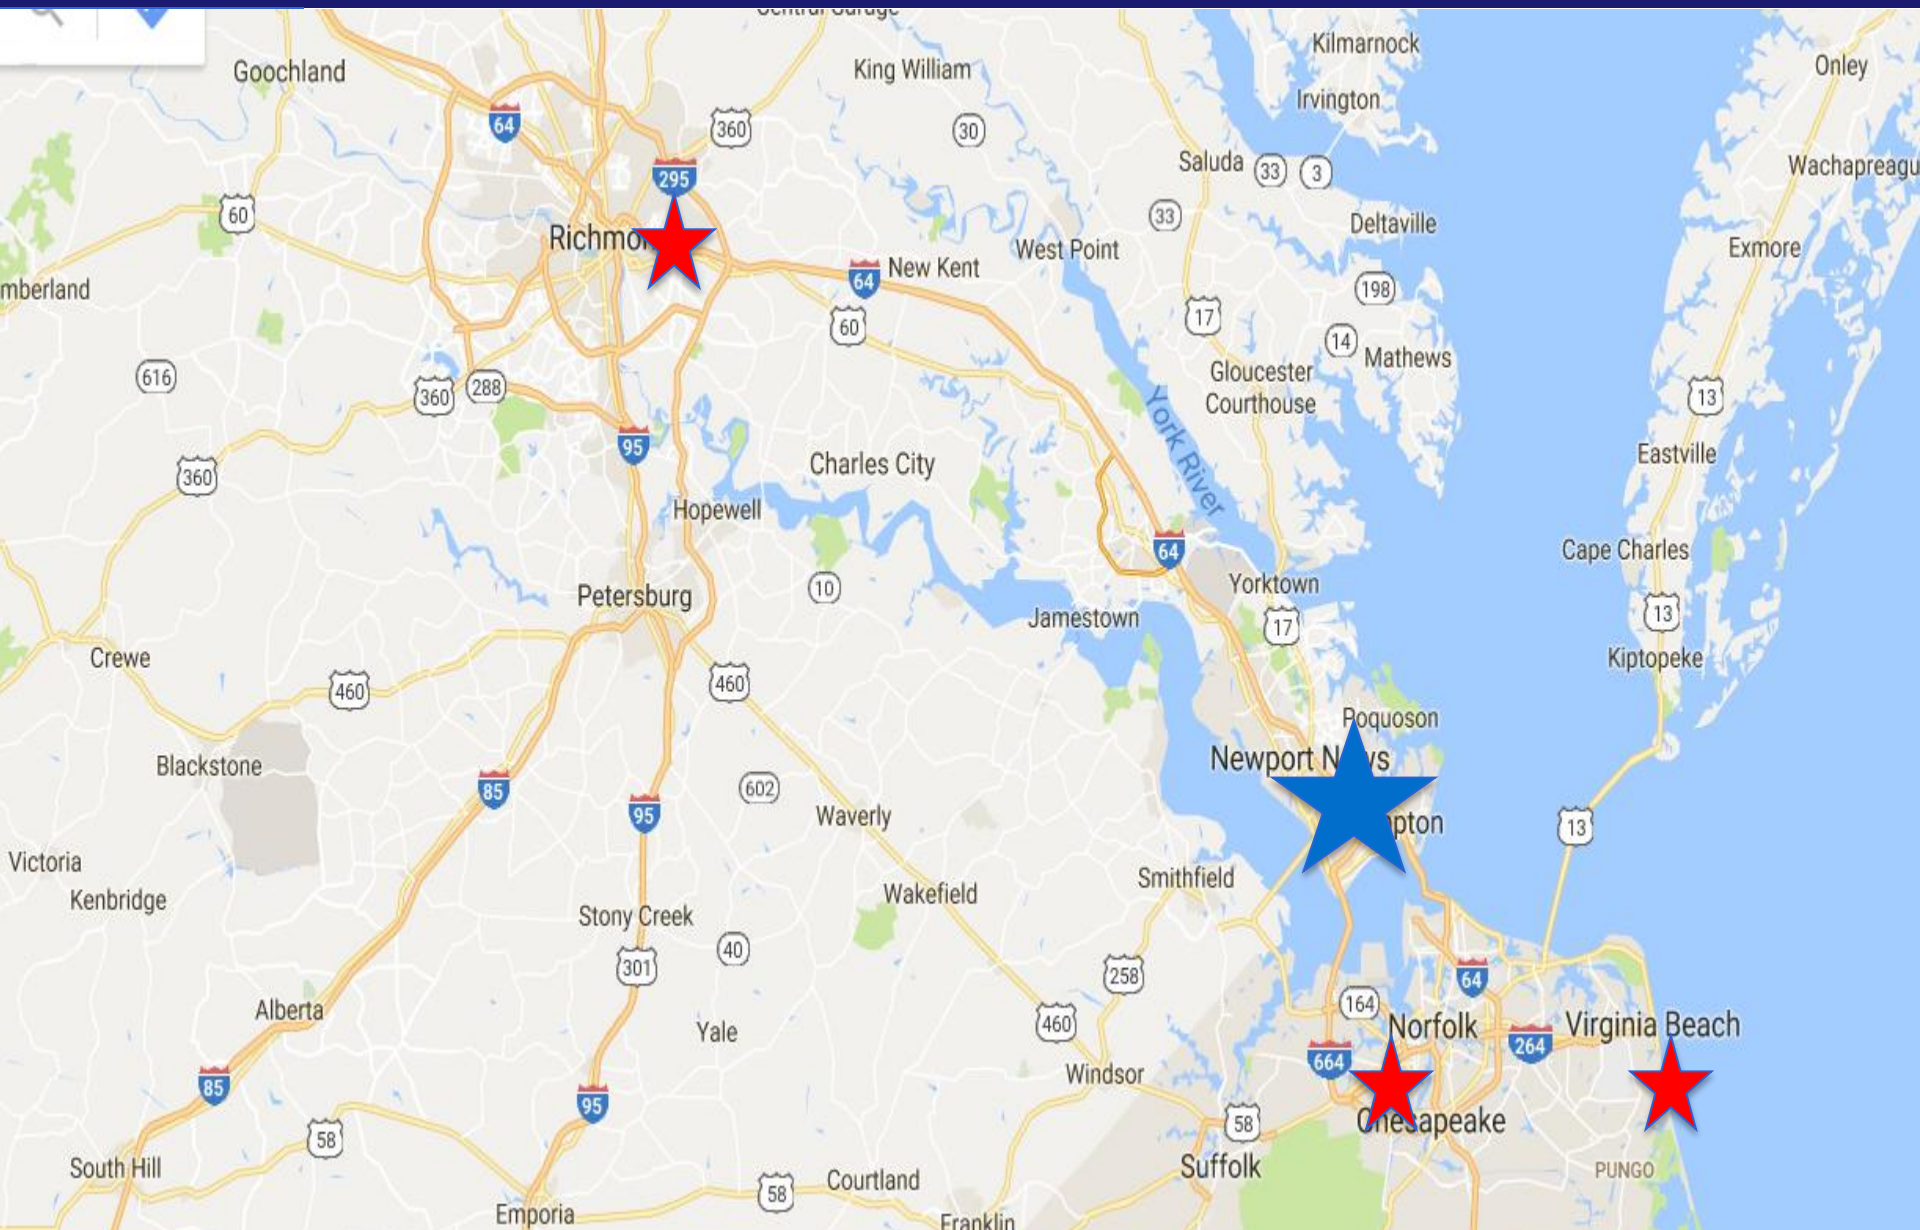 Goochland
King William
Kilmarnock
Onley
64
360
30
Irvington
Saluda
33
3
Wachapreagu
295
60
33
Deltaville
Richmo
West Point
Exmore
64
New Kent
mberland
198
17
60
14
Mathews
616
Gloucester
Courthouse
360
288
13
York River
95
Charles City
Eastville
360
Hopewell
64
Cape Charles
10
Yorktown
Petersburg
Jamestown
17
13
Crewe
Kiptopeke
460
460
Poquoson
Newport N ws
Blackstone
85
602
95
Waverly
pton
13
Victoria
Kenbridge
Smithfield
Wakefield
Stony Creek
40
301
258
64
Alberta
164
460
Yale
Norfolk
Virginia Beach
264
664
Windsor
85
95
58
58
Chesapeake
South Hill
Suffolk
PUNGO
58
Courtland
Emporia
Franklin